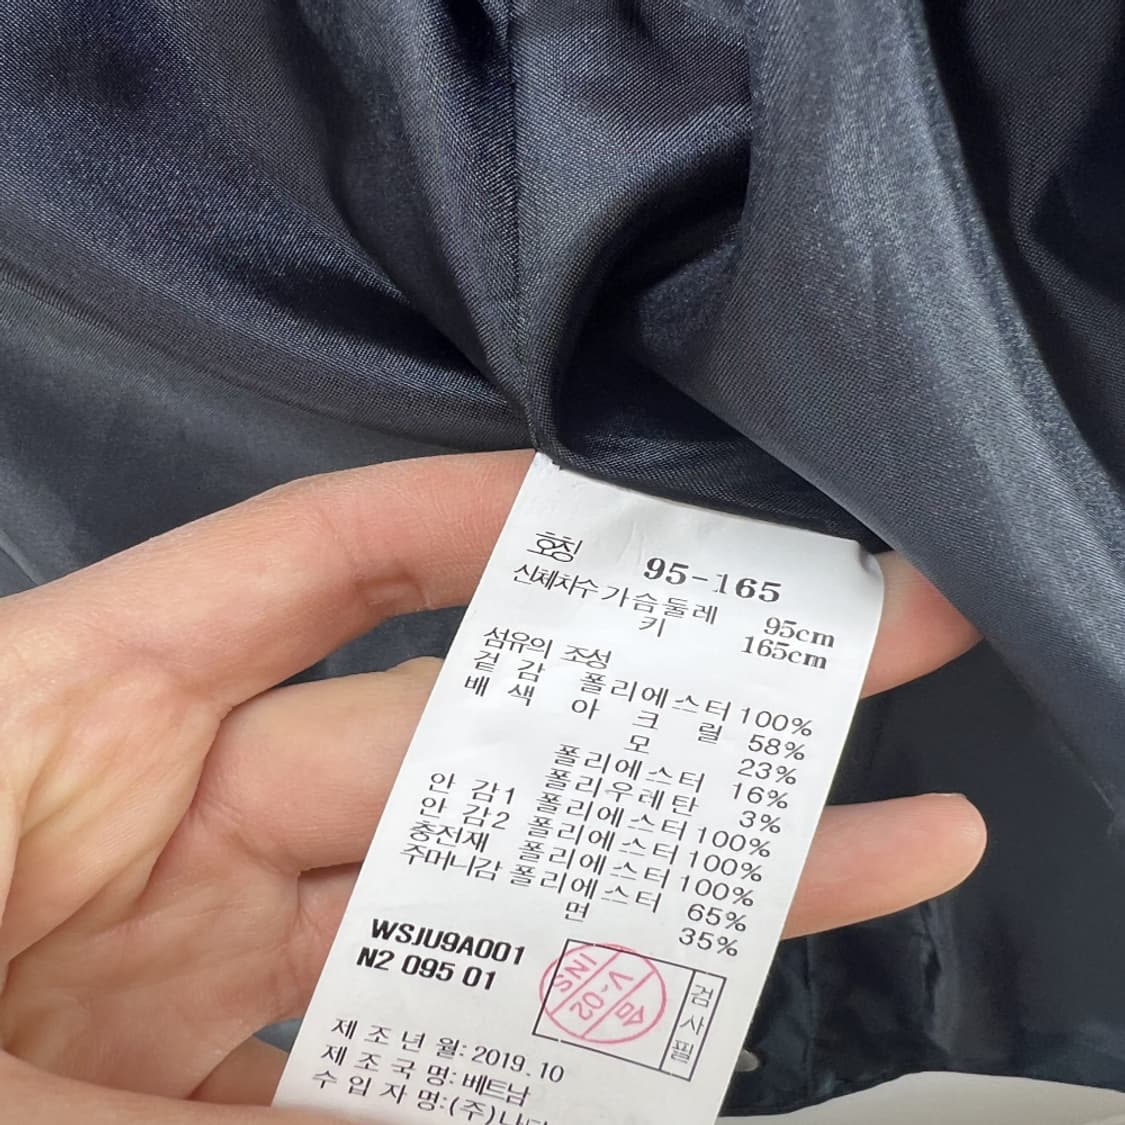 호칭 95-165
신체치수 가슴둘레 95cm
키 165cm
섬유의 조성
겉감 폴리에스터 100%
배색 아크릴 58%
모 23%
폴리에스터 16%
폴리우레탄 3%
안감1 폴리에스터 100%
안감2 폴리에스터 100%
충전재 폴리에스터 100%
주머니감 폴리에스터 65%
면 35%
WSJU9A001
N2 095 01
INS
V-02
합
검사필
제조년월: 2019.10
제조국명: 베트남
수입자명:(주)